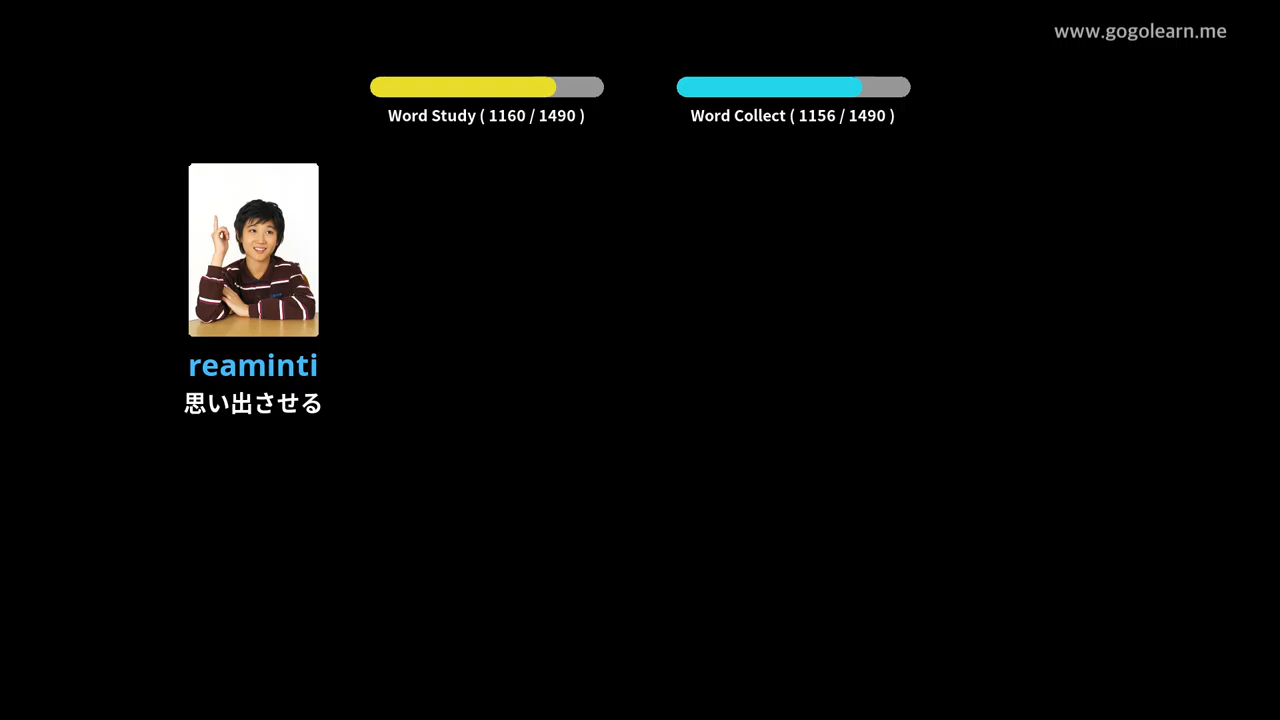 www.gogolearn.me
Word Study ( 1160 / 1490 )
Word Collect ( 1156 / 1490 )
reaminti
思い出させる